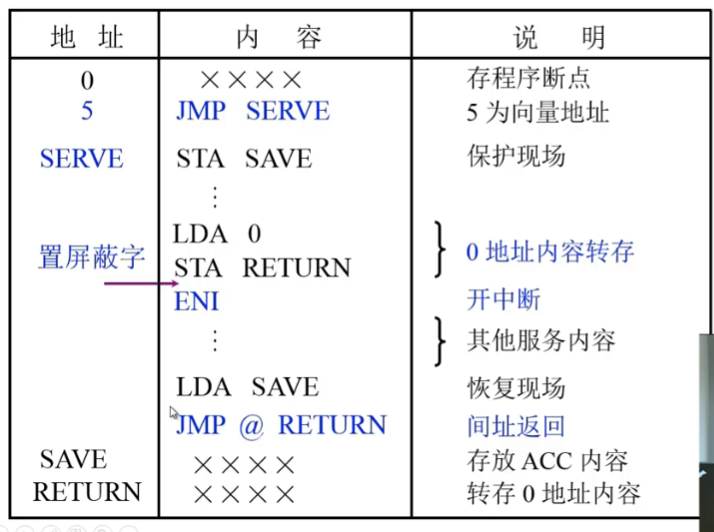 地 址 内 容 说 明
0 ×××× 存程序断点
5 JMP SERVE 5 为向量地址
SERVE STA SAVE 保护现场
⋮
LDA 0
置屏蔽字 } 0 地址内容转存
STA RETURN
ENI 开中断
⋮ } 其他服务内容
LDA SAVE 恢复现场
JMP @ RETURN 间址返回
SAVE ×××× 存放 ACC 内容
RETURN ×××× 转存 0 地址内容